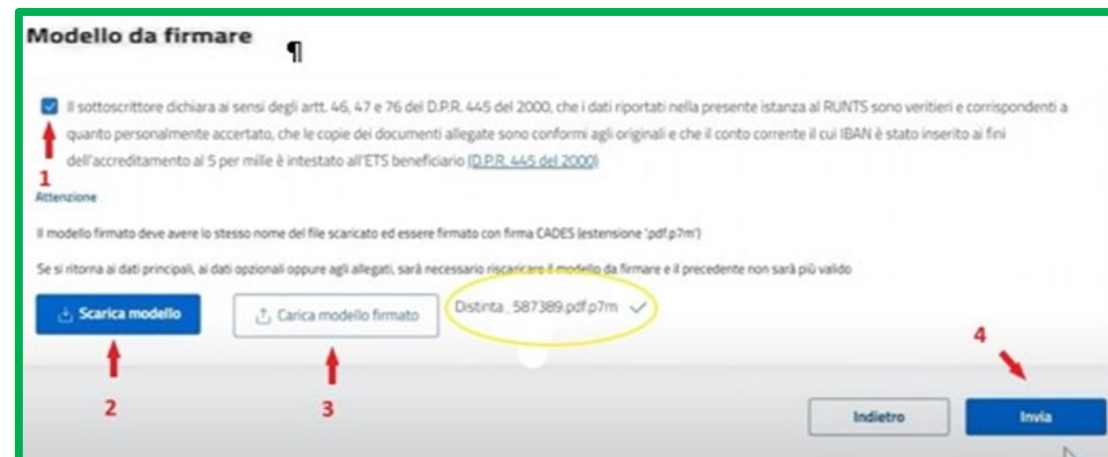 Modello da firmare ¶
Il sottoscrittore dichiara ai sensi degli artt. 46, 47 e 76 del D.P.R. 445 del 2000, che i dati riportati nella presente istanza al RUNTS sono veritieri e corrispondenti a
quanto personalmente accertato, che le copie dei documenti allegate sono conformi agli originali e che il conto corrente il cui IBAN è stato inserito ai fini
dell'accreditamento al 5 per mille è intestato all'ETS beneficiario (D.P.R. 445 del 2000)
1
Attenzione
Il modello firmato deve avere lo stesso nome del file scaricato ed essere firmato con firma CADES (estensione '.pdf.p7m')
Se si ritorna ai dati principali, ai dati opzionali oppure agli allegati, sarà necessario riscaricare il modello da firmare e il precedente non sarà più valido
Scarica modello
Carica modello firmato
Distinta_587389.pdf.p7m
4
2
3
Indietro
Invia